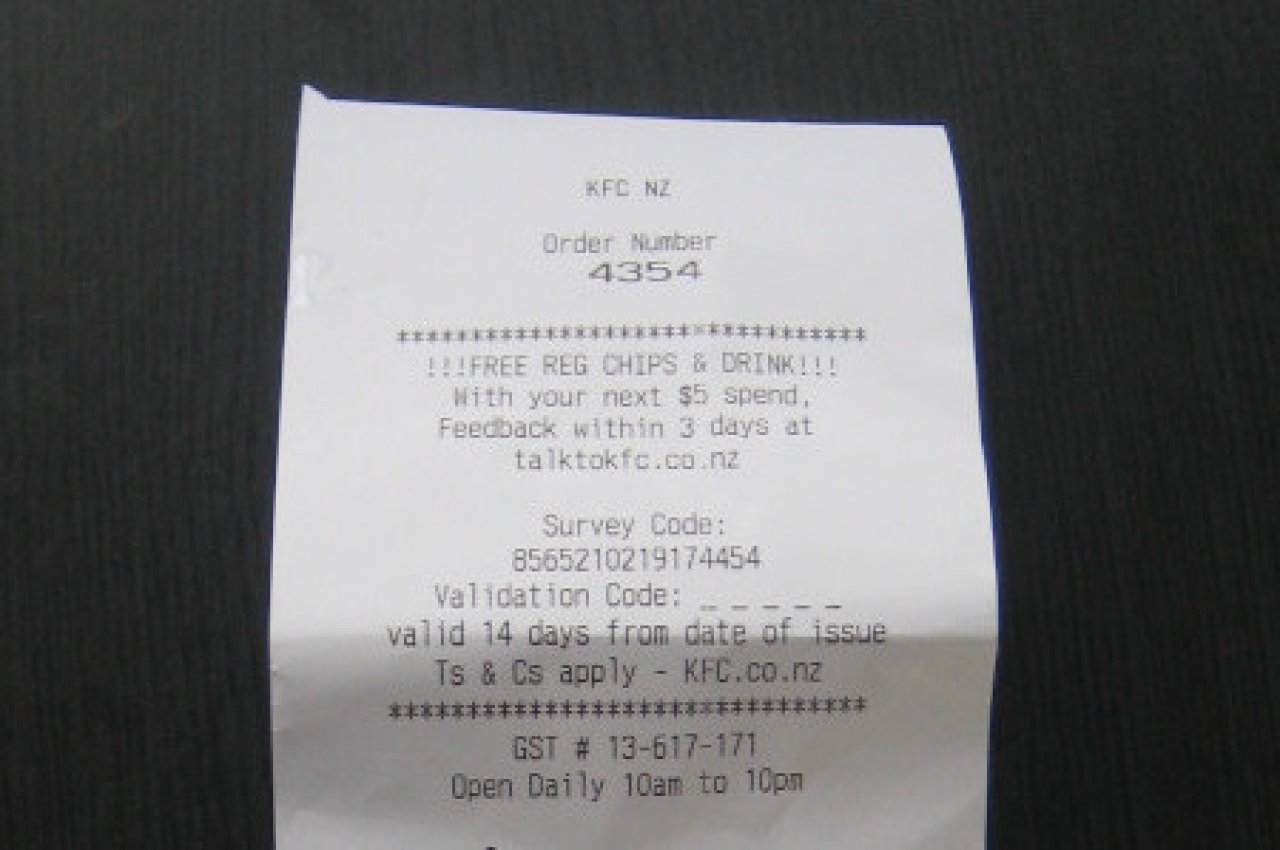 KFC NZ
Order Number
4354
********************************
!!!FREE REG CHIPS & DRINK!!!
With your next $5 spend,
Feedback within 3 days at
talktokfc.co.nz
Survey Code:
8565210219174454
Validation Code: _ _ _ _ _
valid 14 days from date of issue
Ts & Cs apply - KFC.co.nz
********************************
GST # 13-617-171
Open Daily 10am to 10pm